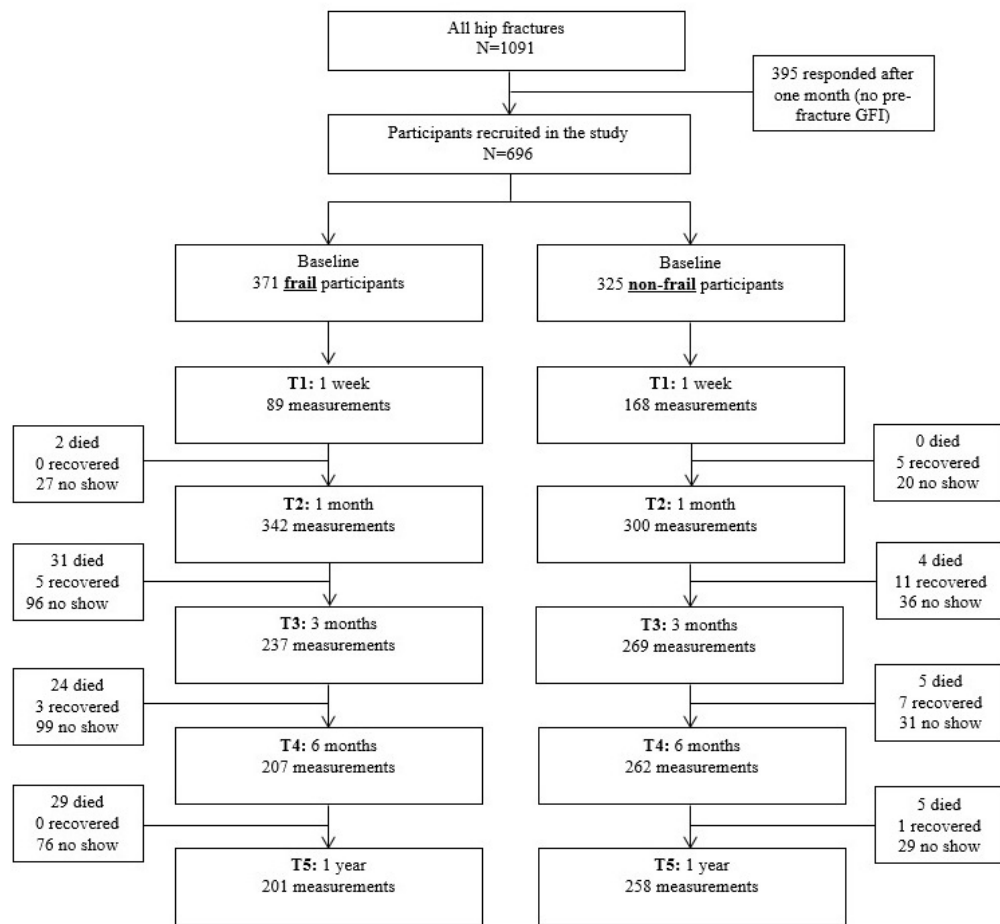 All hip fractures
N=1091
395 responded after
one month (no pre-
fracture GFI)
Participants recruited in the study
N=696
Baseline
371 frail participants
Baseline
325 non-frail participants
T1: 1 week
89 measurements
T1: 1 week
168 measurements
2 died
0 recovered
27 no show
0 died
5 recovered
20 no show
T2: 1 month
342 measurements
T2: 1 month
300 measurements
31 died
5 recovered
96 no show
4 died
11 recovered
36 no show
T3: 3 months
237 measurements
T3: 3 months
269 measurements
24 died
3 recovered
99 no show
5 died
7 recovered
31 no show
T4: 6 months
207 measurements
T4: 6 months
262 measurements
29 died
0 recovered
76 no show
5 died
1 recovered
29 no show
T5: 1 year
201 measurements
T5: 1 year
258 measurements